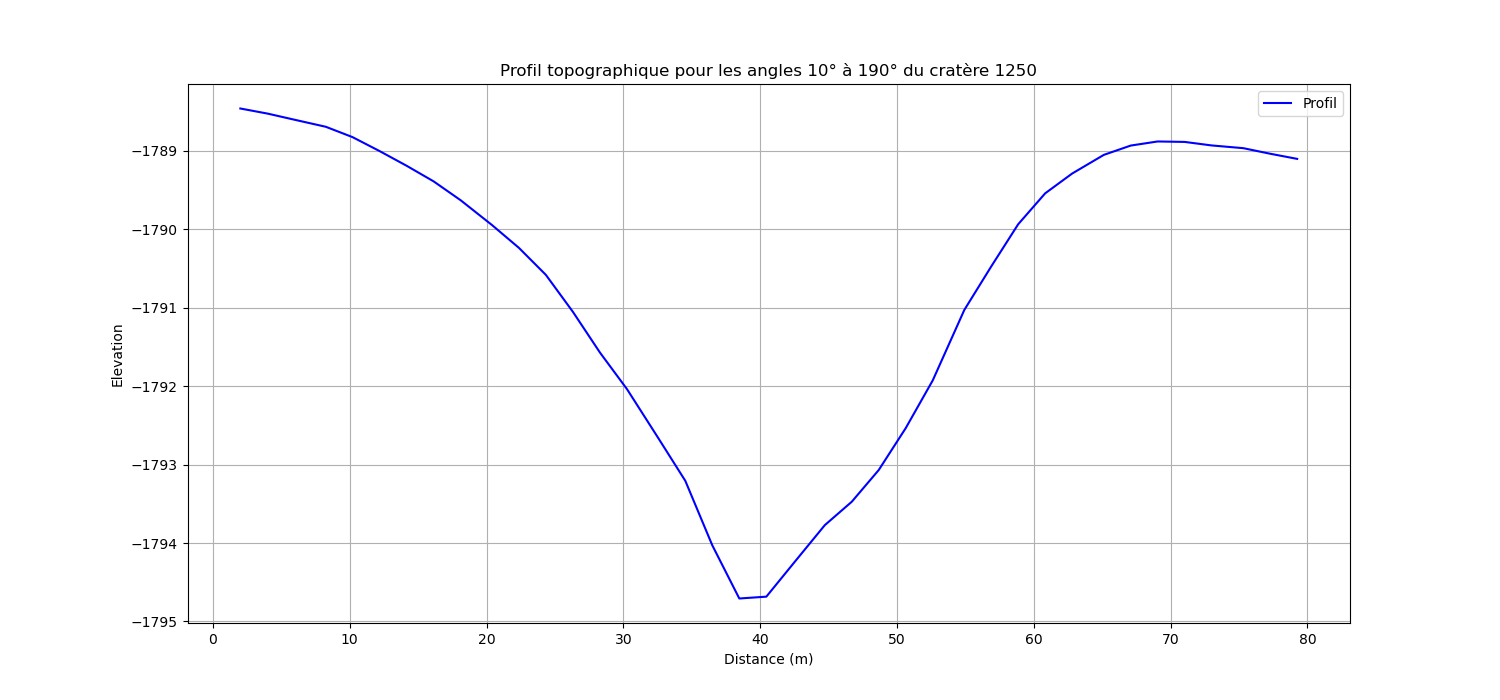 Profil topographique pour les angles 10° à 190° du cratère 1250
Profil
−1789
−1790
−1791
−1792
−1793
−1794
−1795
Elevation
0 10 20 30 40 50 60 70 80
Distance (m)